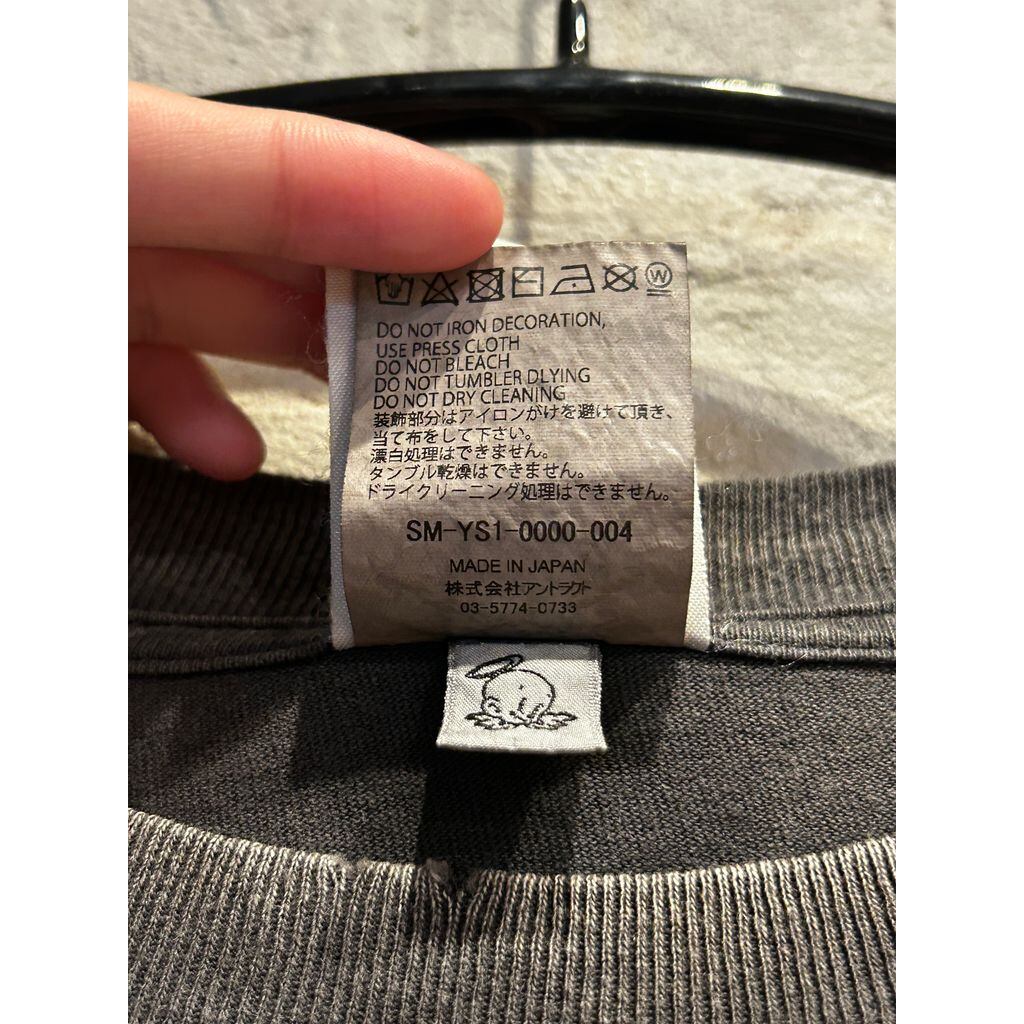 W
DO NOT IRON DECORATION,
USE PRESS CLOTH
DO NOT BLEACH
DO NOT TUMBLER DLYING
DO NOT DRY CLEANING
装飾部分はアイロンがけを避けて頂き、
当て布をして下さい。
漂白処理はできません。
タンブル乾燥はできません。
ドライクリーニング処理はできません。
SM-YS1-0000-004
MADE IN JAPAN
株式会社アントラクト
03-5774-0733